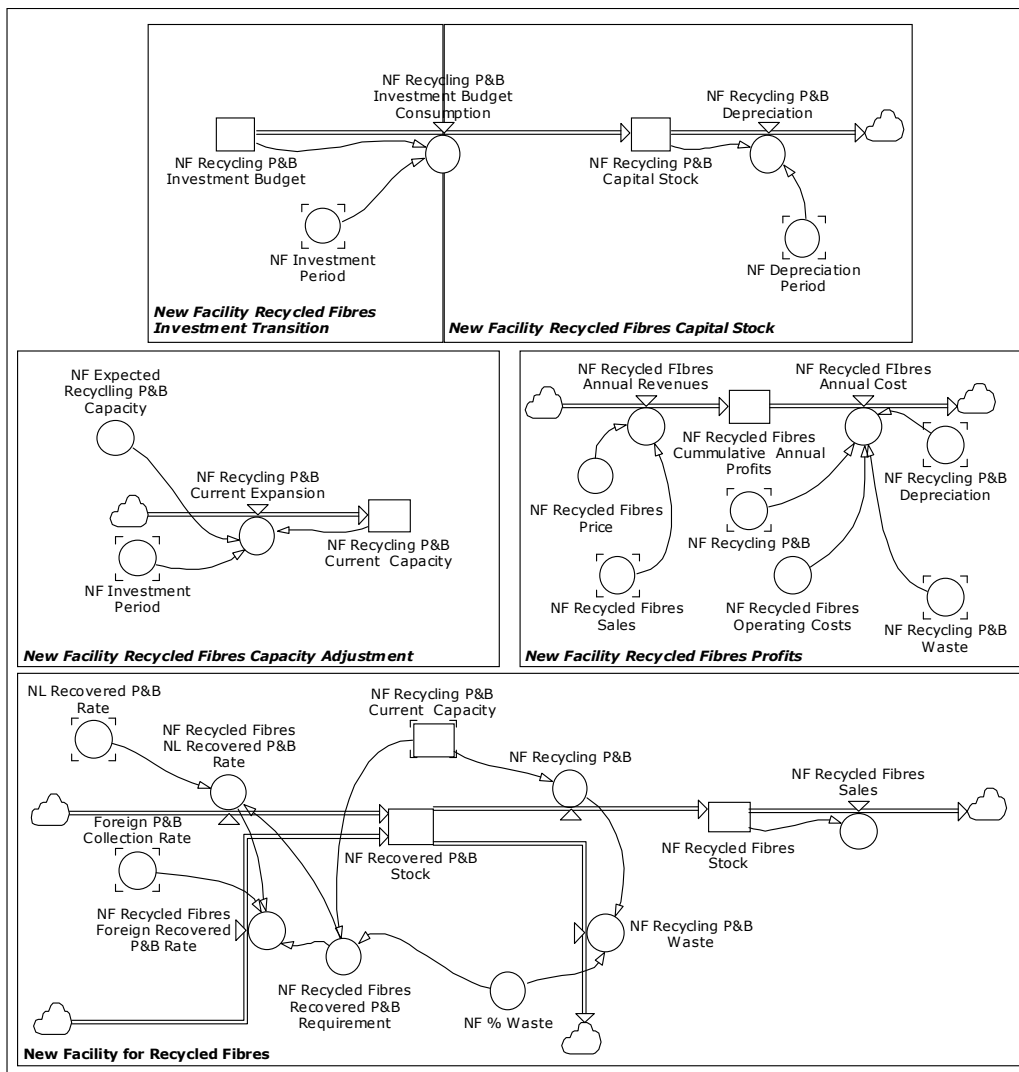 NF Recycling P&B
Investment Budget
Consumption
NF Recycling P&B
Depreciation
NF Recycling P&B
Investment Budget
NF Recycling P&B
Capital Stock
NF Investment
Period
NF Depreciation
Period
New Facility Recycled Fibres
Investment Transition
New Facility Recycled Fibres Capital Stock
NF Expected
Recyclling P&B
Capacity
NF Recycling P&B
Current Expansion
NF Recycling P&B
Current Capacity
NF Investment
Period
New Facility Recycled Fibres Capacity Adjustment
NF Recycled FIbres
Annual Revenues
NF Recycled FIbres
Annual Cost
NF Recycled Fibres
Cummulative Annual
Profits
NF Recycling P&B
Depreciation
NF Recycled Fibres
Price
NF Recycling P&B
NF Recycled Fibres
Sales
NF Recycled Fibres
Operating Costs
NF Recycling P&B
Waste
New Facility Recycled Fibres Profits
NL Recovered P&B
Rate
NF Recycled Fibres
NL Recovered P&B
Rate
NF Recycling P&B
Current Capacity
NF Recycling P&B
NF Recycled Fibres
Sales
Foreign P&B
Collection Rate
NF Recovered P&B
Stock
NF Recycled Fibres
Stock
NF Recycled Fibres
Foreign Recovered
P&B Rate
NF Recycling P&B
Waste
NF Recycled Fibres
Recovered P&B
Requirement
NF % Waste
New Facility for Recycled Fibres